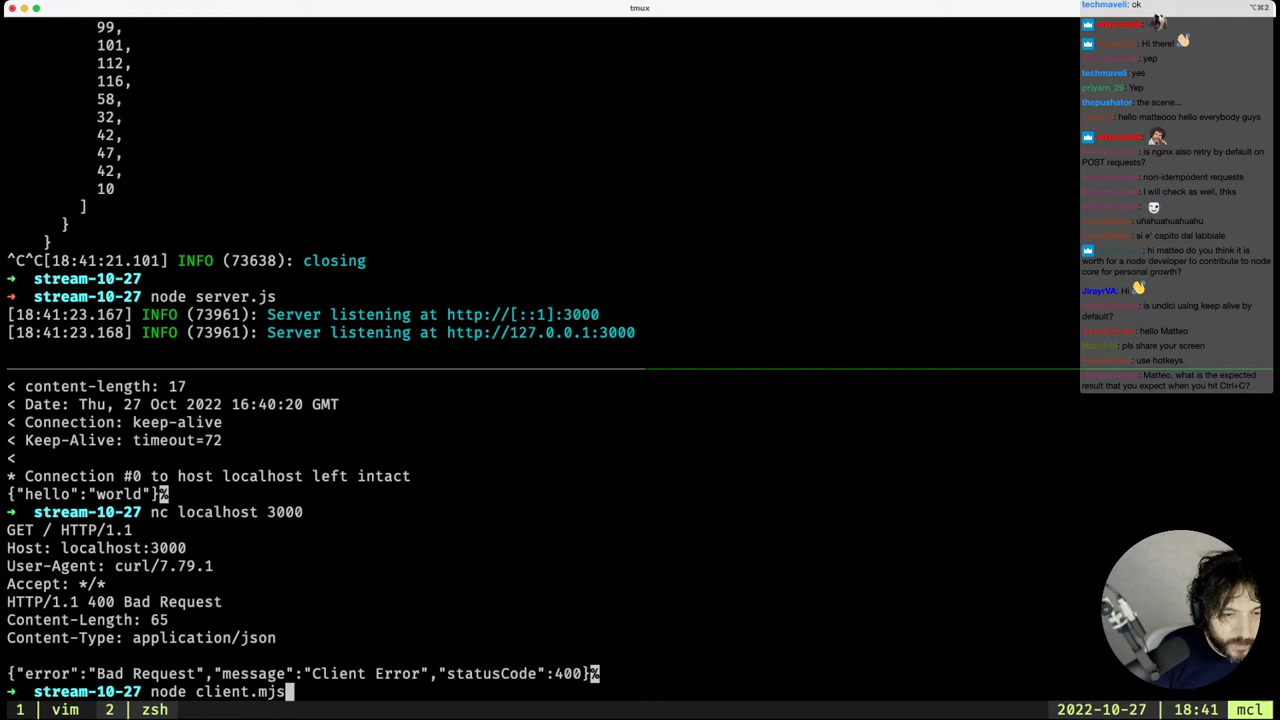 tmux
⌥⌘2
99,
101,
112,
116,
58,
32,
42,
47,
42,
10
]
}
}
^C^C[18:41:21.101] INFO (73638): closing
➜ stream-10-27
➜ stream-10-27 node server.js
[18:41:23.167] INFO (73961): Server listening at http://[::1]:3000
[18:41:23.168] INFO (73961): Server listening at http://127.0.0.1:3000
< content-length: 17
< Date: Thu, 27 Oct 2022 16:40:20 GMT
< Connection: keep-alive
< Keep-Alive: timeout=72
<
* Connection #0 to host localhost left intact
{"hello":"world"}%
➜ stream-10-27 nc localhost 3000
GET / HTTP/1.1
Host: localhost:3000
User-Agent: curl/7.79.1
Accept: */*
HTTP/1.1 400 Bad Request
Content-Length: 65
Content-Type: application/json
{"error":"Bad Request","message":"Client Error","statusCode":400}%
➜ stream-10-27 node client.mjs
1 vim 2 zsh 2022-10-27 18:41 mcl
techmaveli: ok
: Hi there!
: yep
techmaveli: yes
priyam_29: Yep
thepushator: the scene...
: hello matteooo hello everybody guys
: is nginx also retry by default on
POST requests?
: non-idempodent requests
: I will check as well, thks
: uhahuahuahuahu
: si e' capito dal labbiale
: hi matteo do you think it is
worth for a node developer to contribute to node
core for personal growth?
JirayrVA: Hi
: is undici using keep alive by
default?
: hello Matteo
: pls share your screen
: use hotkeys
: Matteo, what is the expected
result that you expect when you hit Ctrl+C?